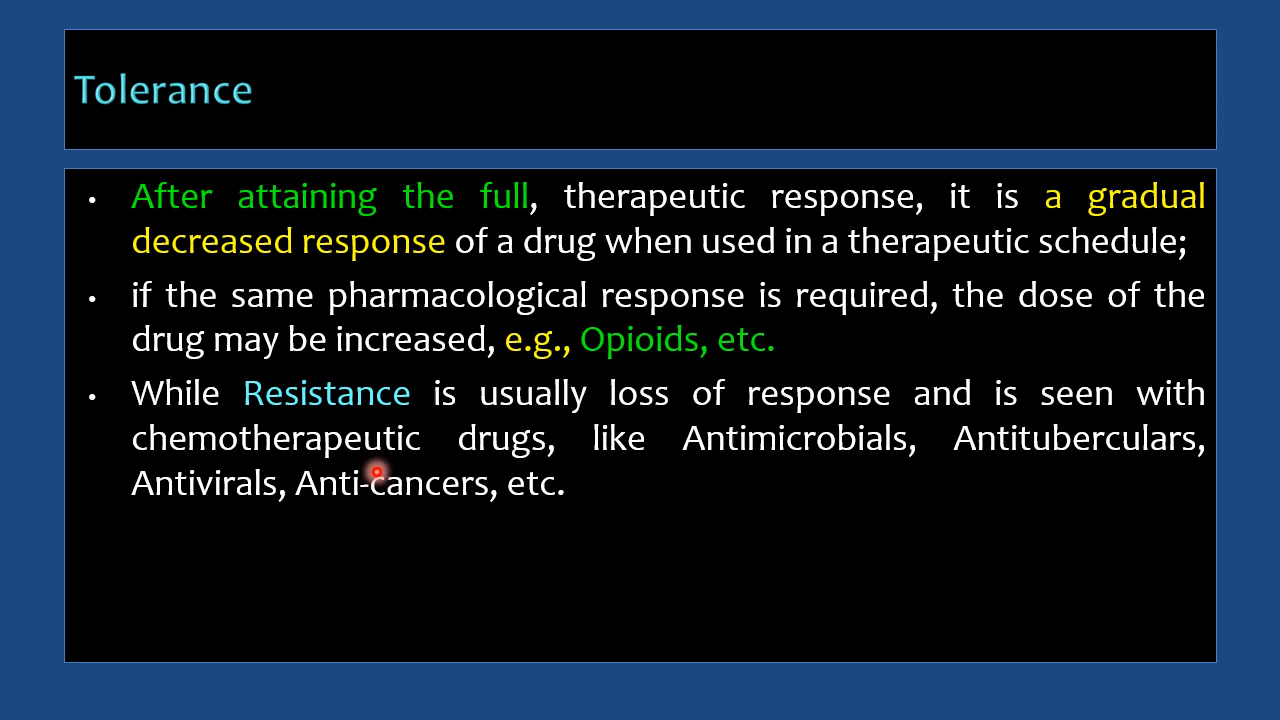 Tolerance
• After attaining the full, therapeutic response, it is a gradual
decreased response of a drug when used in a therapeutic schedule;
• if the same pharmacological response is required, the dose of the
drug may be increased, e.g., Opioids, etc.
• While Resistance is usually loss of response and is seen with
chemotherapeutic drugs, like Antimicrobials, Antituberculars,
Antivirals, Anti-cancers, etc.